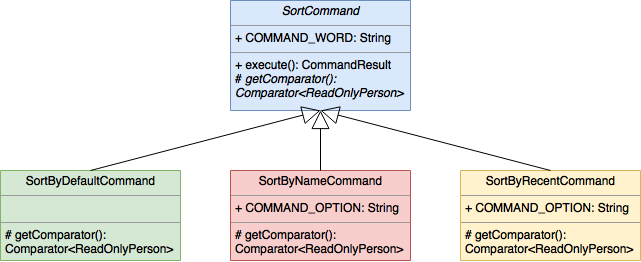 SortCommand
+ COMMAND_WORD: String
+ execute(): CommandResult
# getComparator():
Comparator<ReadOnlyPerson>
SortByDefaultCommand
# getComparator():
Comparator<ReadOnlyPerson>
SortByNameCommand
+ COMMAND_OPTION: String
# getComparator():
Comparator<ReadOnlyPerson>
SortByRecentCommand
+ COMMAND_OPTION: String
# getComparator():
Comparator<ReadOnlyPerson>